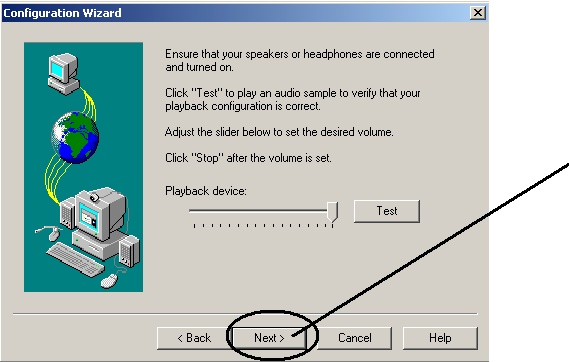 Configuration Wizard
Ensure that your speakers or headphones are connected
and turned on.
Click "Test" to play an audio sample to verify that your
playback configuration is correct.
Adjust the slider below to set the desired volume.
Click "Stop" after the volume is set.
Playback device:
Test
< Back
Next >
Cancel
Help